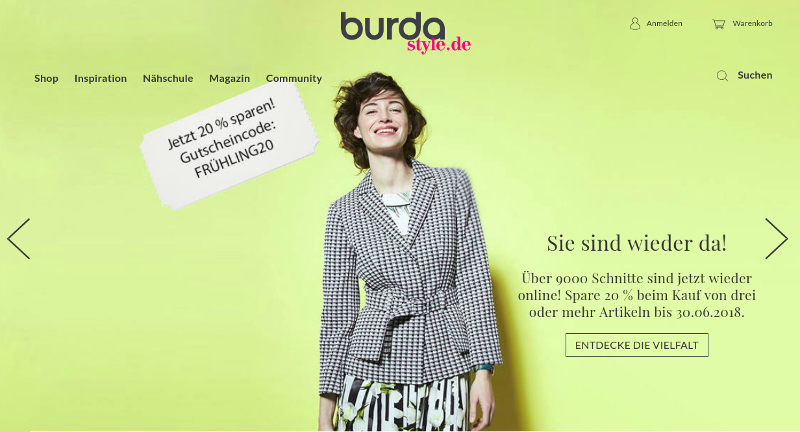 burda
style.de
Anmelden
Warenkorb
Shop
Inspiration
Nähschule
Magazin
Community
Suchen
Jetzt 20 % sparen!
Gutscheincode:
FRÜHLING20
Sie sind wieder da!
Über 9000 Schnitte sind jetzt wieder
online! Spare 20 % beim Kauf von drei
oder mehr Artikeln bis 30.06.2018.
ENTDECKE DIE VIELFALT